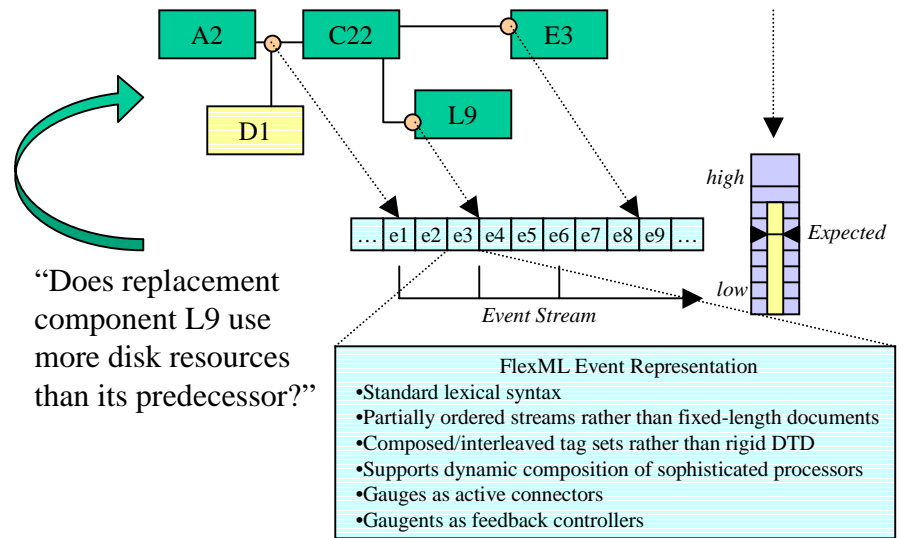 A2
C22
E3
D1
L9
high
Expected
low
… e1 e2 e3 e4 e5 e6 e7 e8 e9 …
Event Stream
“Does replacement
component L9 use
more disk resources
than its predecessor?”
FlexML Event Representation
•Standard lexical syntax
•Partially ordered streams rather than fixed-length documents
•Composed/interleaved tag sets rather than rigid DTD
•Supports dynamic composition of sophisticated processors
•Gauges as active connectors
•Gaugents as feedback controllers